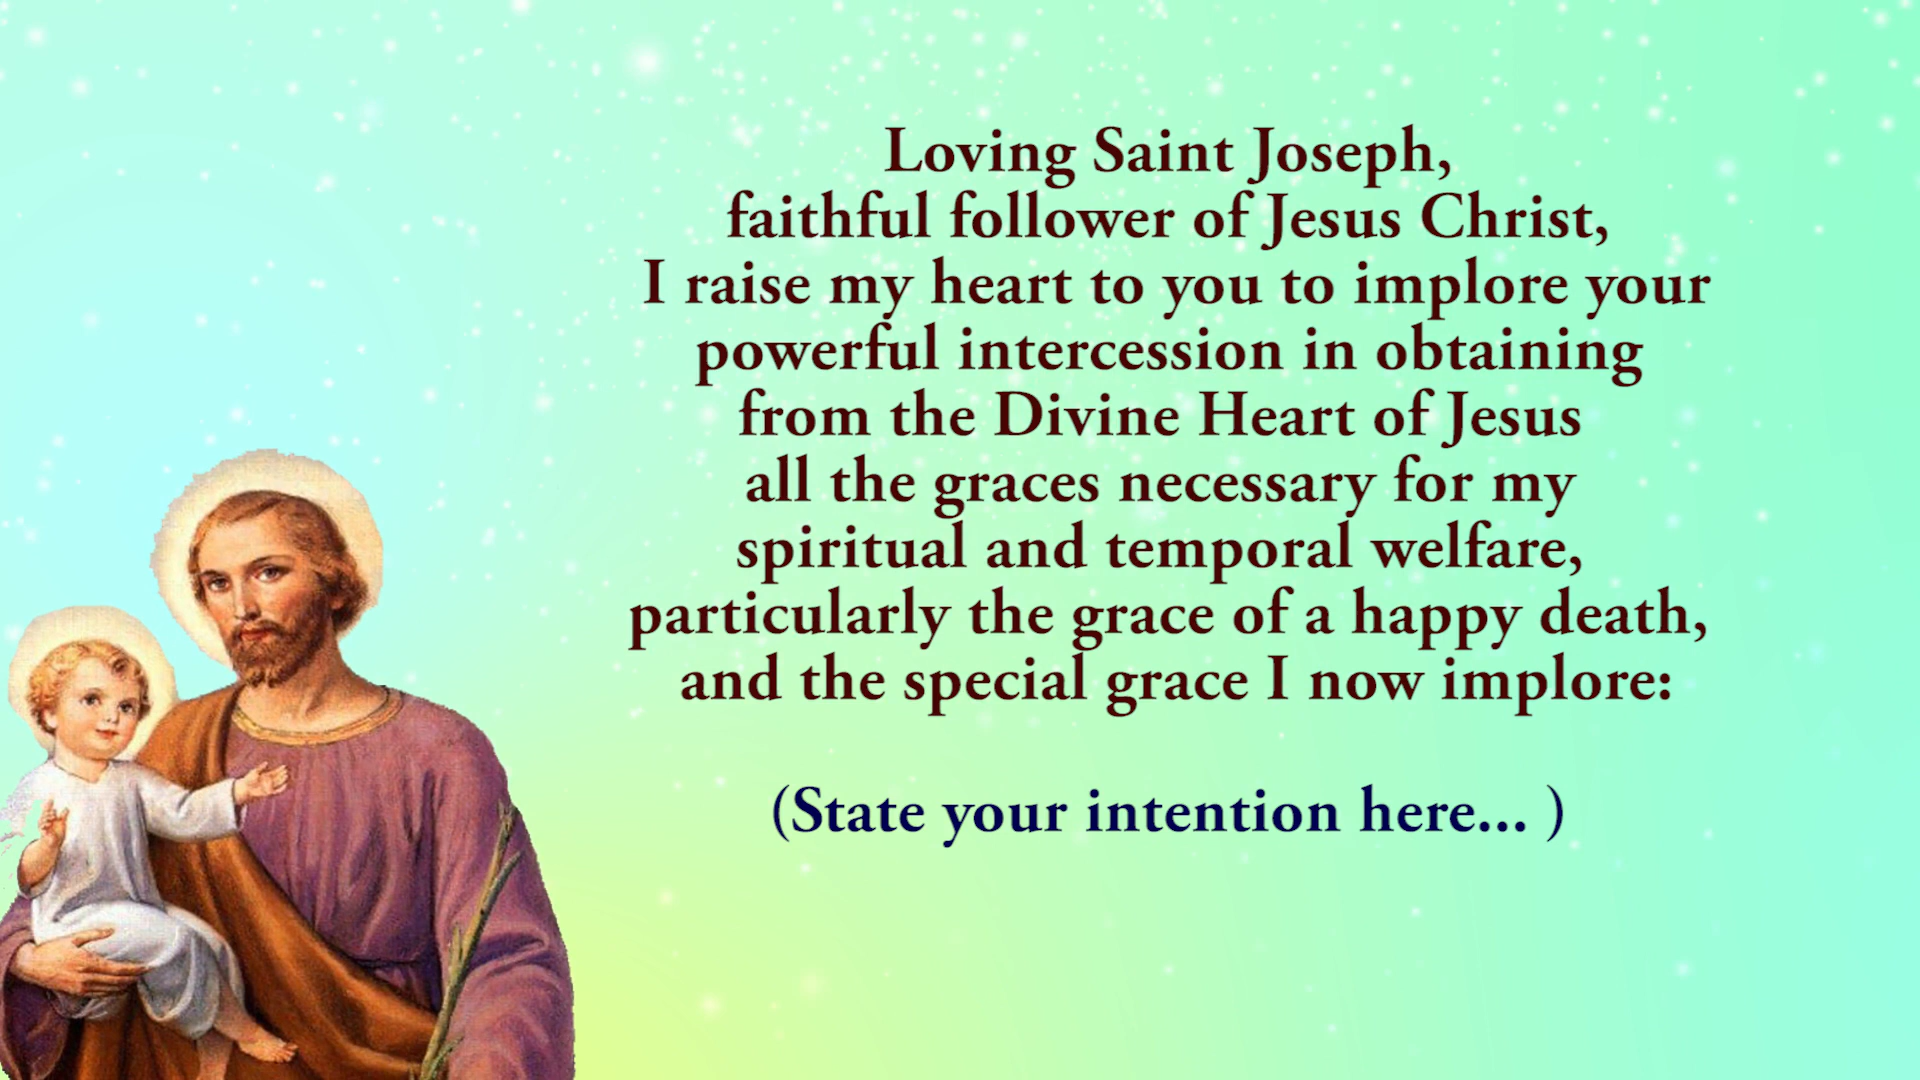 Loving Saint Joseph,
faithful follower of Jesus Christ,
I raise my heart to you to implore your
powerful intercession in obtaining
from the Divine Heart of Jesus
all the graces necessary for my
spiritual and temporal welfare,
particularly the grace of a happy death,
and the special grace I now implore:
(State your intention here... )